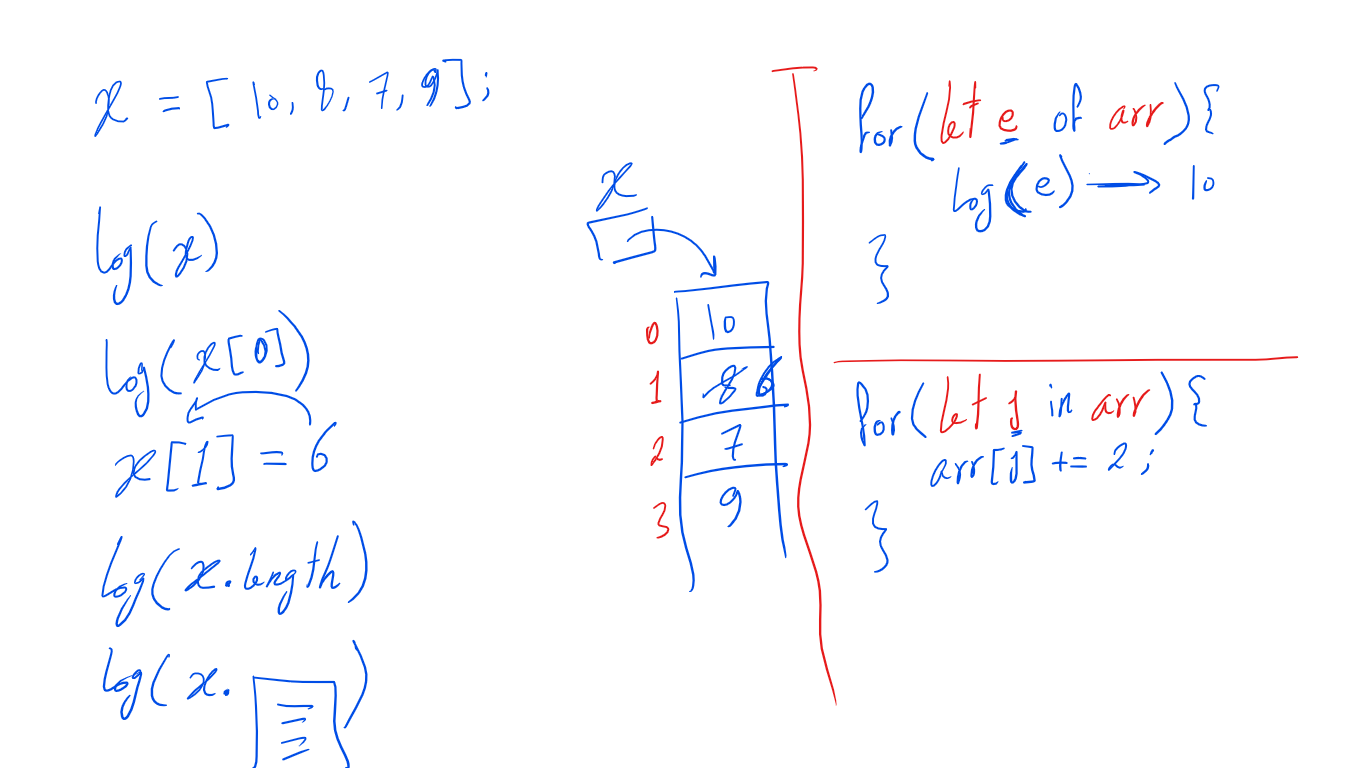 x = [10, 8, 7, 9];
log(x)
log(x[0])
x[1] = 6
log(x.length)
log(x. )
x
0 10
1 8 6
2 7
3 9
for(let e of arr){
log(e) → 10
}
for(let j in arr){
arr[j] += 2;
}